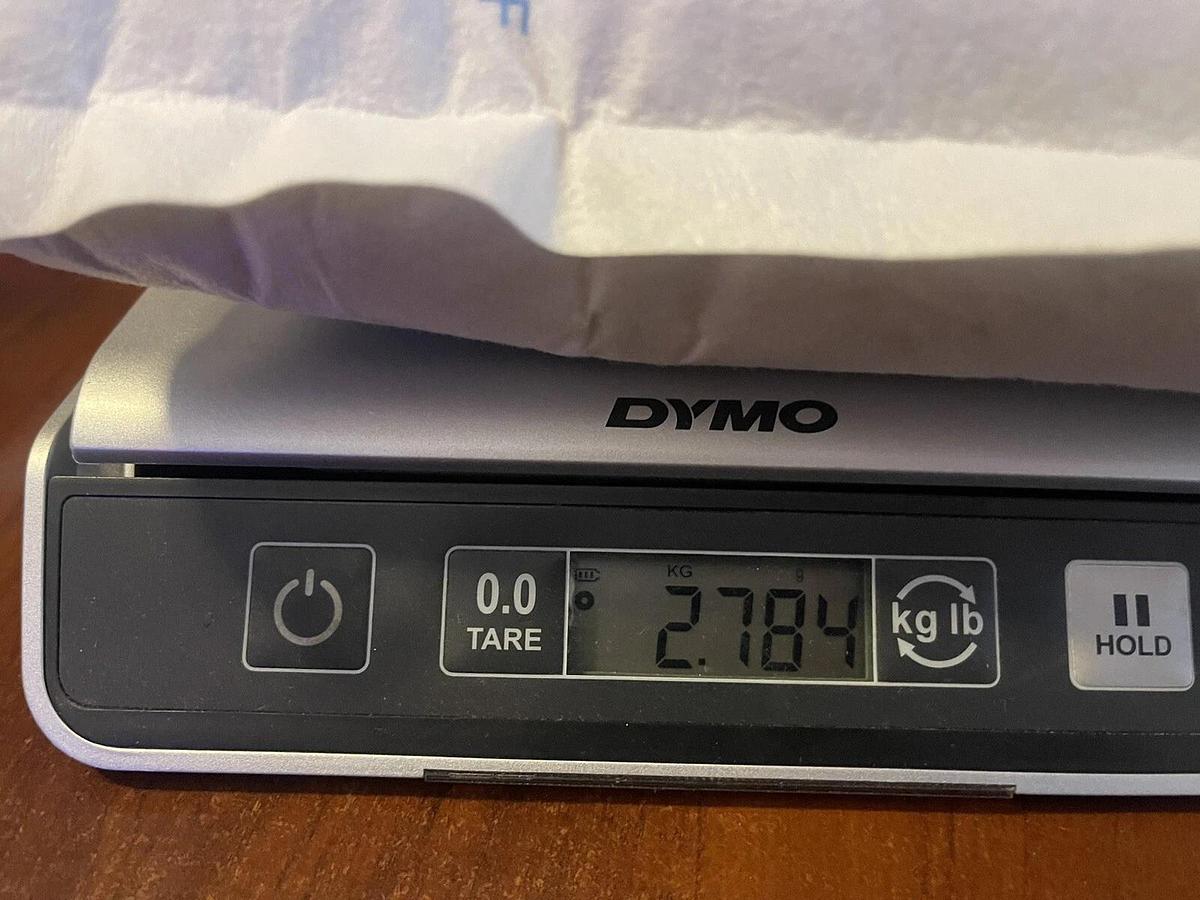 F
DYMO
0.0
TARE
KG g
2.784
kg lb
HOLD